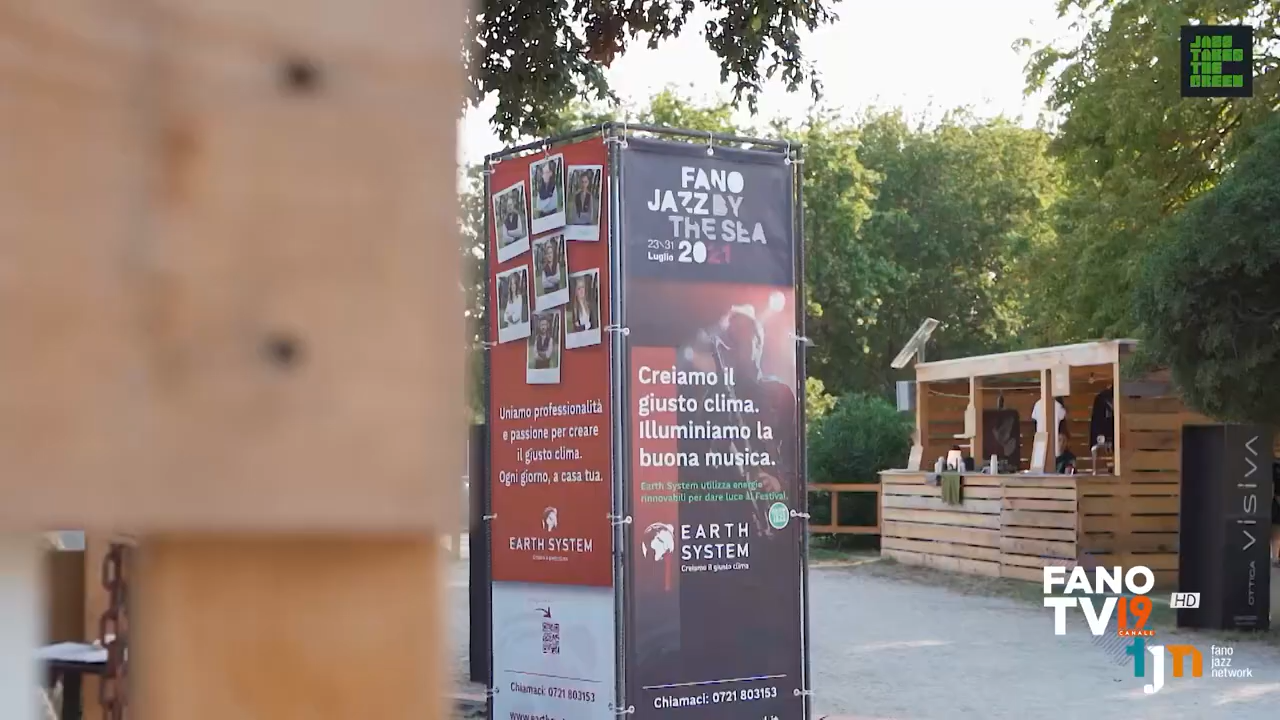 JAZZ
TAKES
THE
GREEN
FANO
JAZZ BY
THE SEA
23\31
Luglio
2021
Creiamo il
giusto clima.
Illuminiamo la
buona musica.
Earth System utilizza energie
rinnovabili per dare luce al Festival.
EARTH
SYSTEM
Creiamo il giusto clima
Chiamaci: 0721 803153
Uniamo professionalità
e passione per creare
il giusto clima.
Ogni giorno, a casa tua.
EARTH SYSTEM
Chiamaci: 0721 803153
OTTICA VISIVA
FANO
TV19
CANALE
HD
fano
jazz
network